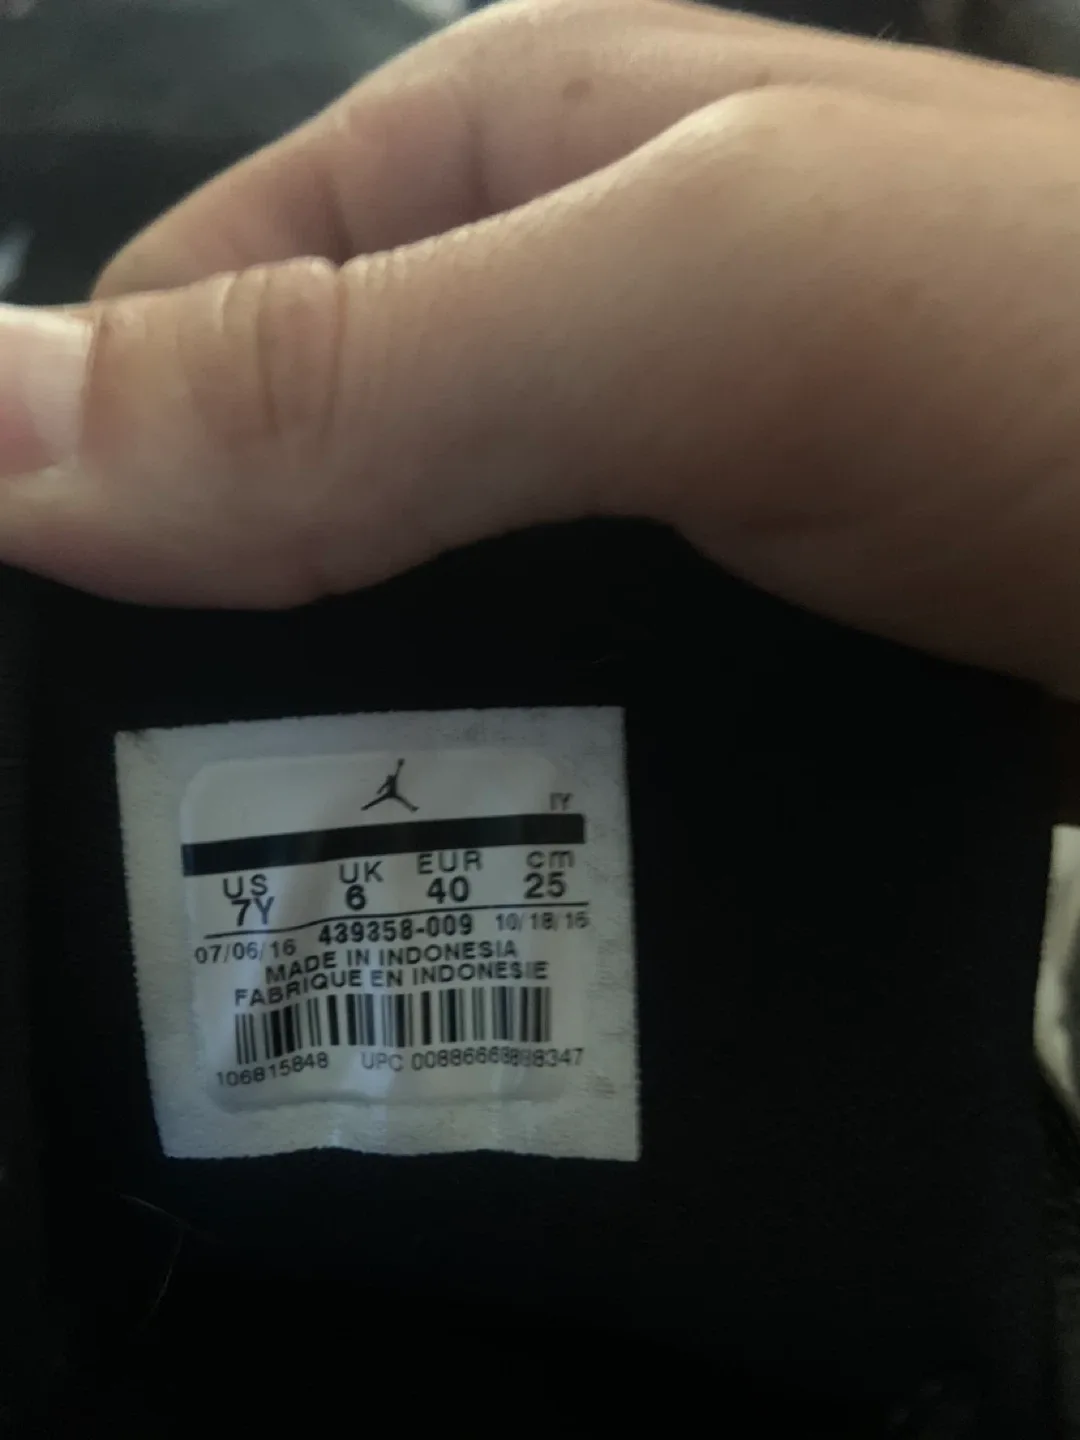 IY
US UK EUR cm
7Y 6 40 25
07/06/16 439358-009 10/18/16
MADE IN INDONESIA
FABRIQUE EN INDONESIE
106815848 UPC